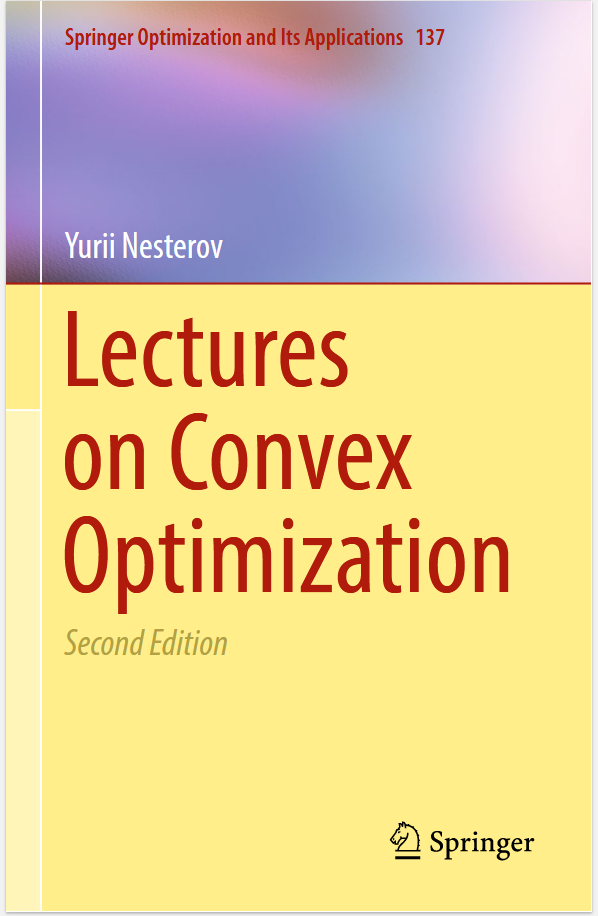 Springer Optimization and Its Applications 137
Yurii Nesterov
Lectures
on Convex
Optimization
Second Edition
Springer